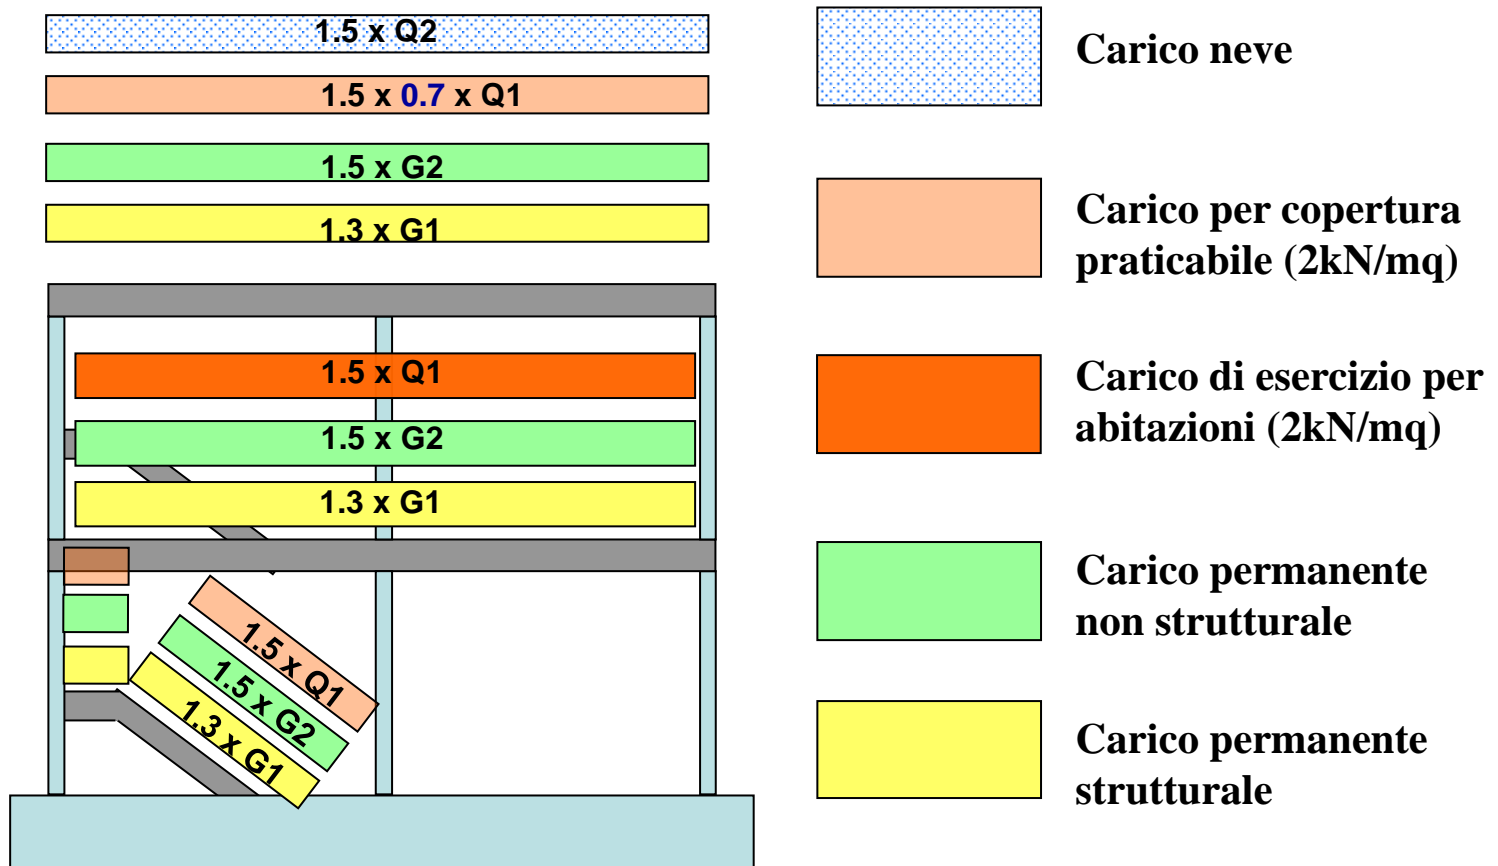 1.5 x Q2
1.5 x 0.7 x Q1
1.5 x G2
1.3 x G1
1.5 x Q1
1.5 x G2
1.3 x G1
1.5 x Q1
1.5 x G2
1.3 x G1
Carico neve
Carico per copertura
praticabile (2kN/mq)
Carico di esercizio per
abitazioni (2kN/mq)
Carico permanente
non strutturale
Carico permanente
strutturale